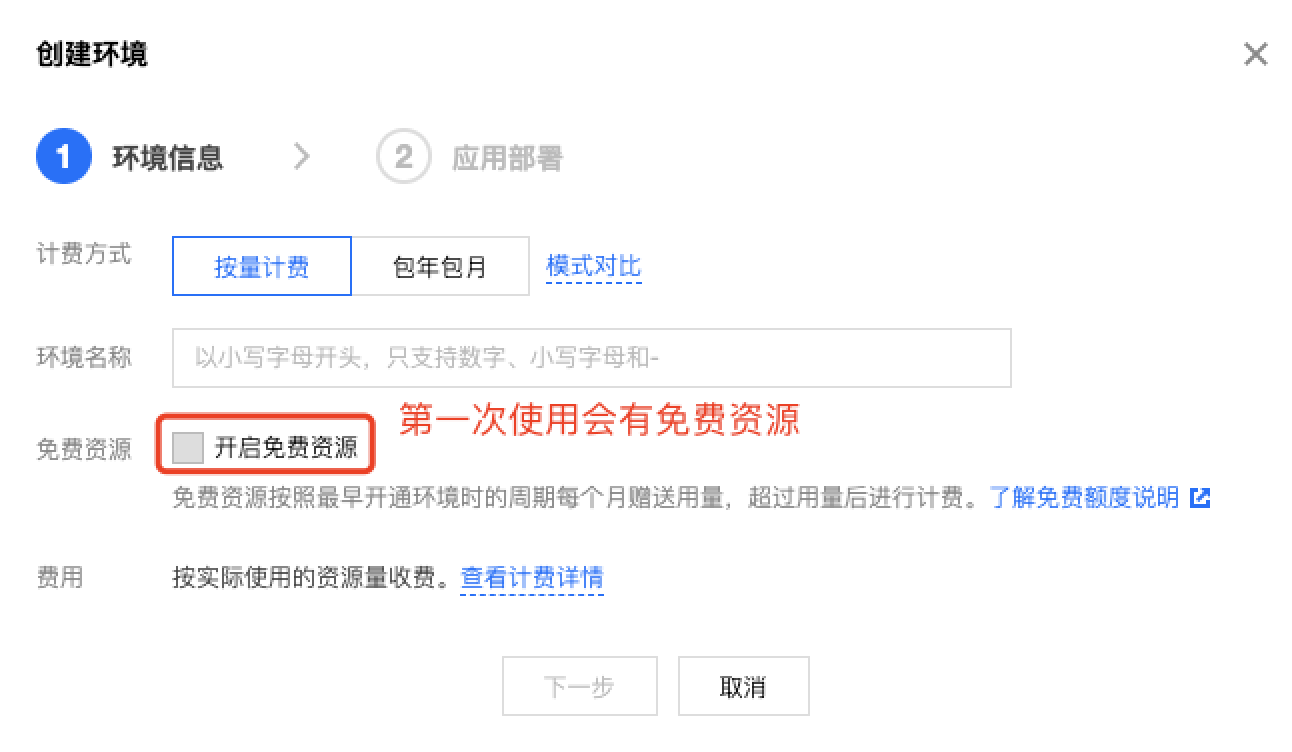 创建环境
1 环境信息 2 应用部署
计费方式 按量计费 包年包月 模式对比
环境名称 以小写字母开头，只支持数字、小写字母和-
第一次使用会有免费资源
免费资源 开启免费资源
免费资源按照最早开通环境时的周期每个月赠送用量，超过用量后进行计费。了解免费额度说明
费用 按实际使用的资源量收费。查看计费详情
下一步 取消